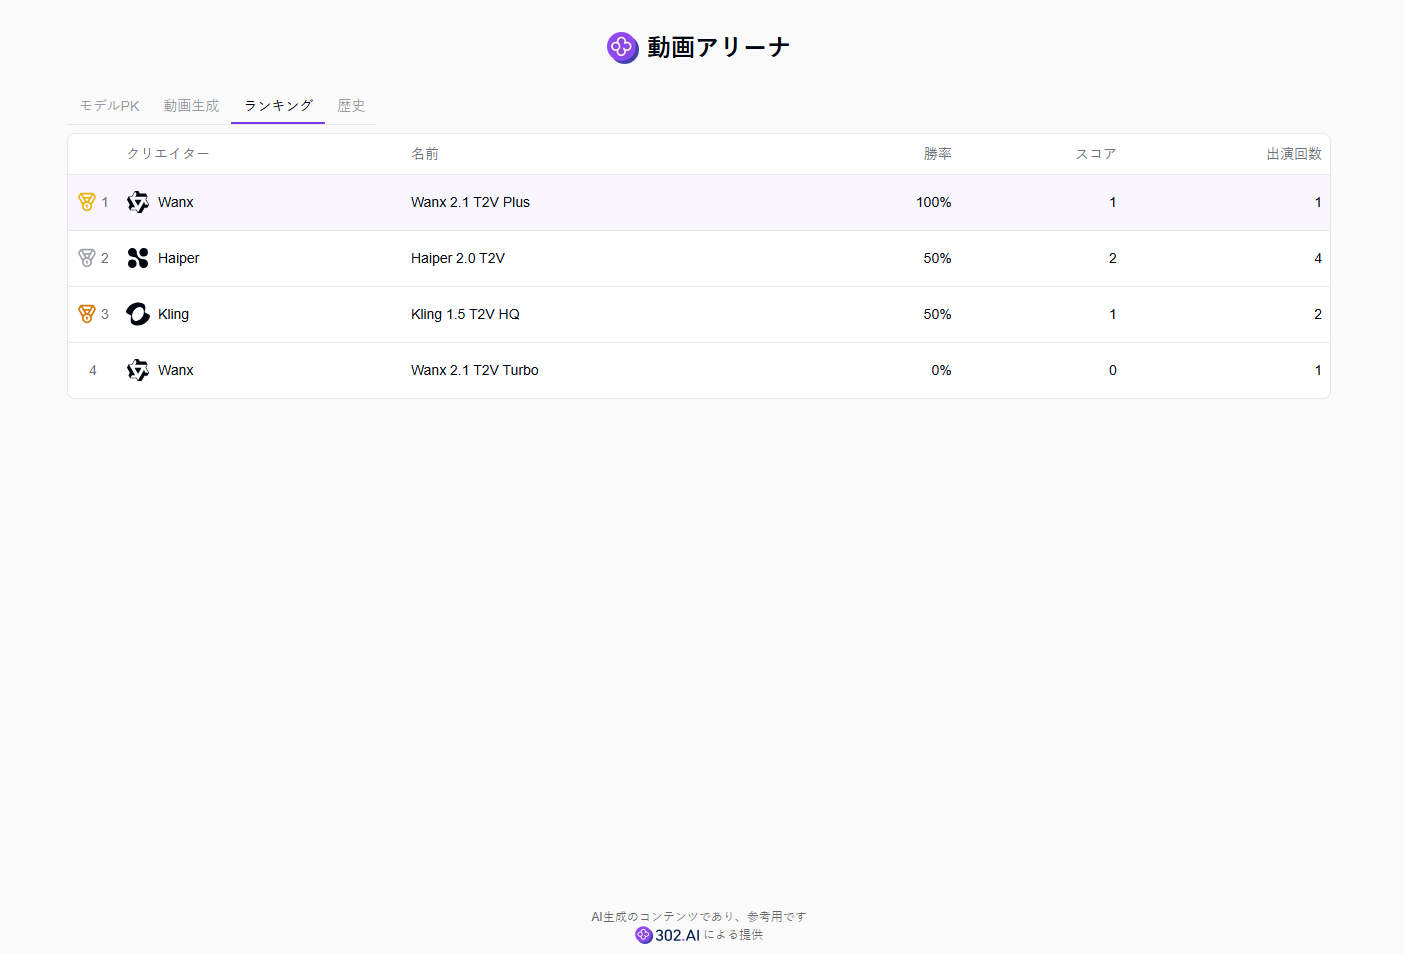 動画アリーナ
モデルPK 動画生成 ランキング 歴史
クリエイター 名前 勝率 スコア 出演回数
1 Wanx Wanx 2.1 T2V Plus 100% 1 1
2 Haiper Haiper 2.0 T2V 50% 2 4
3 Kling Kling 1.5 T2V HQ 50% 1 2
4 Wanx Wanx 2.1 T2V Turbo 0% 0 1
AI生成のコンテンツであり、参考用です
302.AI による提供